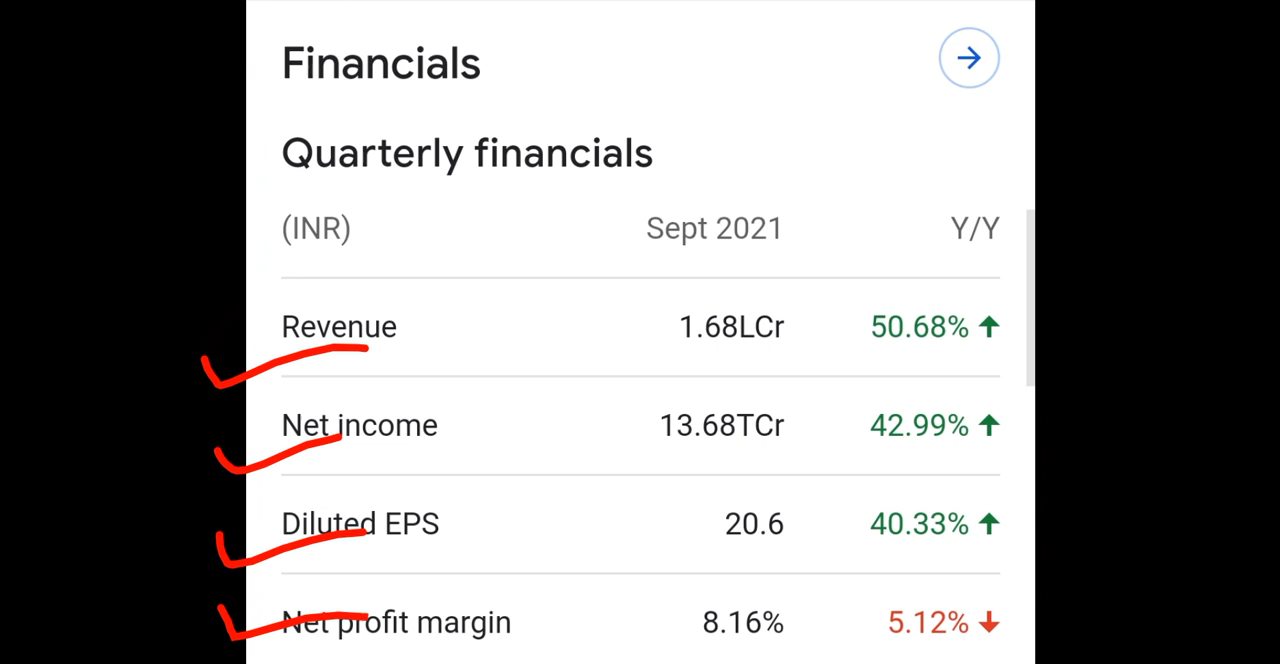 Financials
Quarterly financials
(INR) Sept 2021 Y/Y
Revenue 1.68LCr 50.68%
Net income 13.68TCr 42.99%
Diluted EPS 20.6 40.33%
Net profit margin 8.16% 5.12%